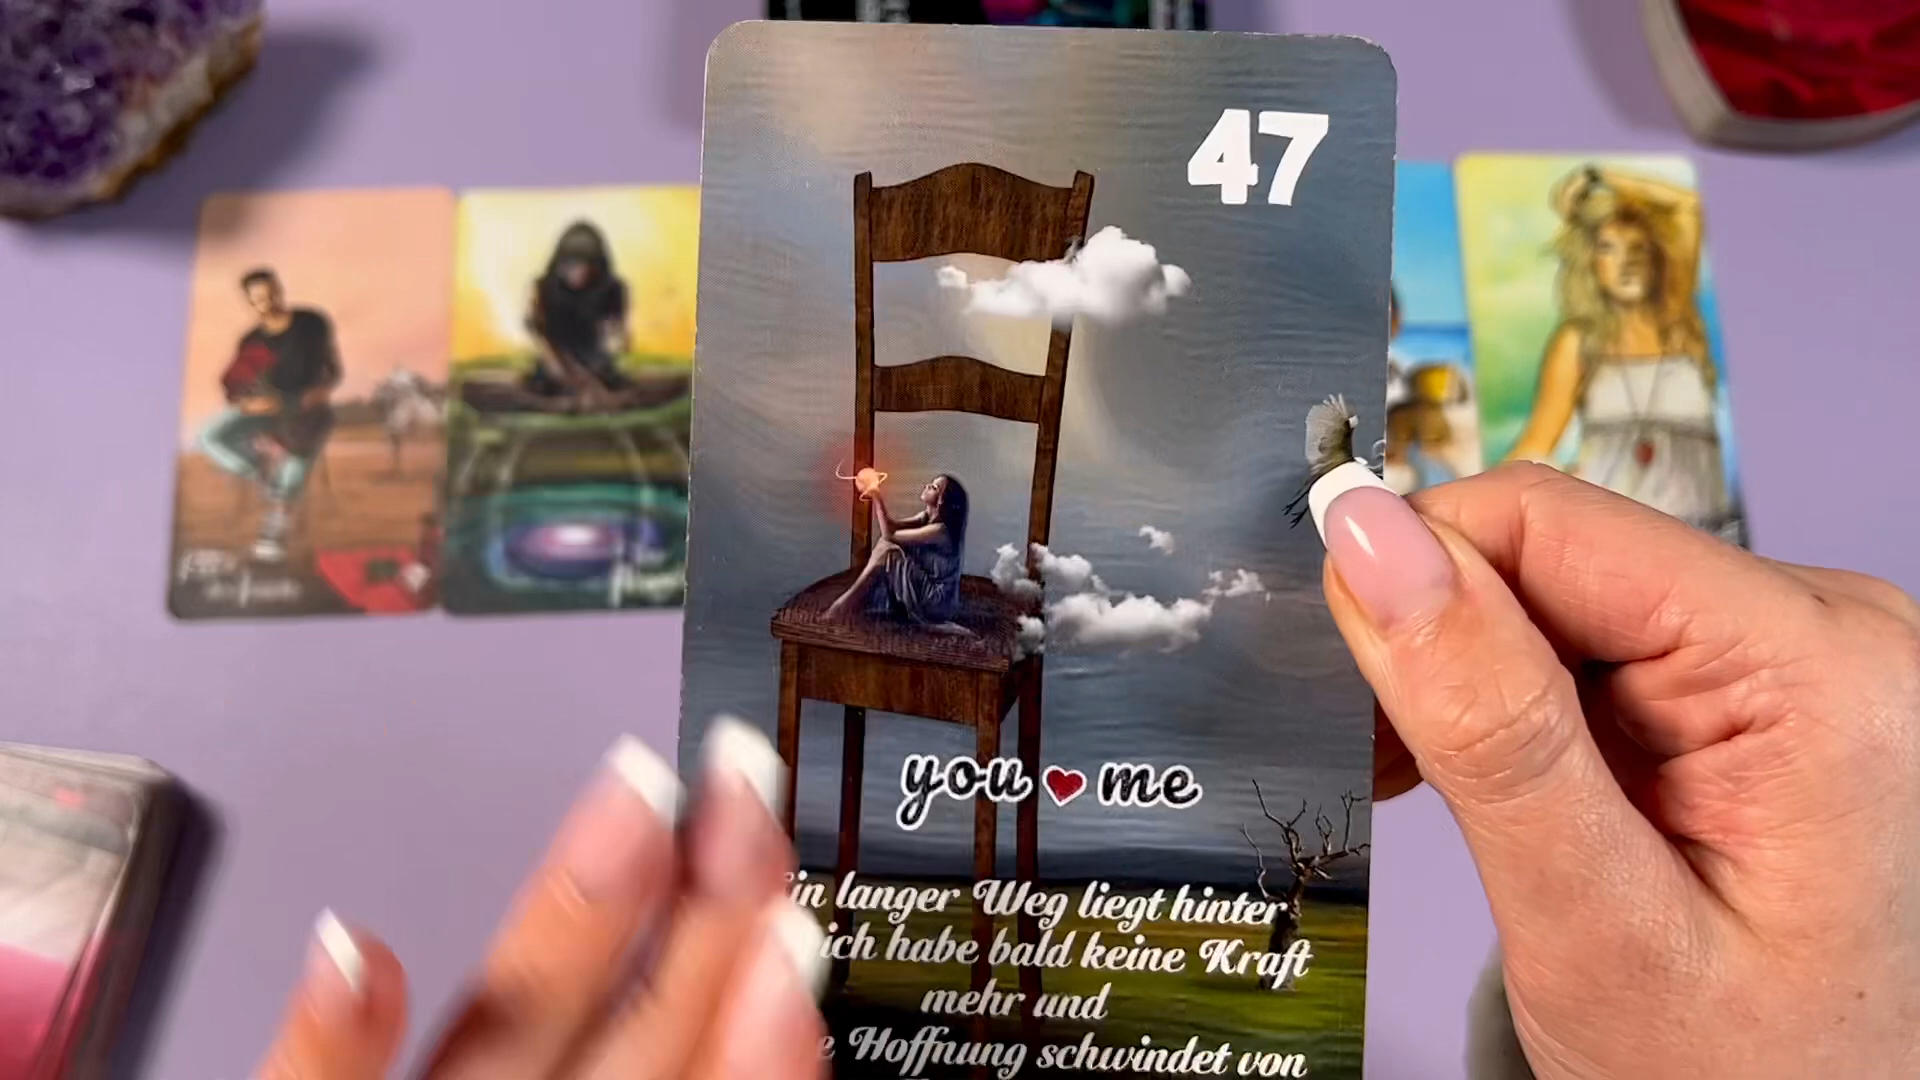 47
you me
in langer Weg liegt hinter
ich habe bald keine Kraft
mehr und
e Hoffnung schwindet von